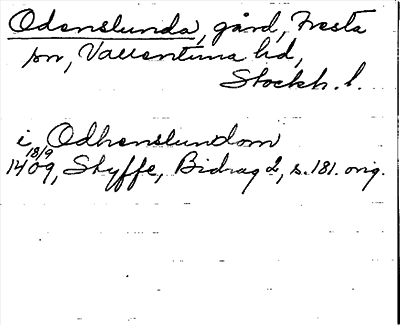 Odenslunda, gård, Fresta
sn, Vallentuna hd,
Stockh. l.
i Odhenslundom
18/9
1409, Styffe, Bidrag 2, s. 181. orig.